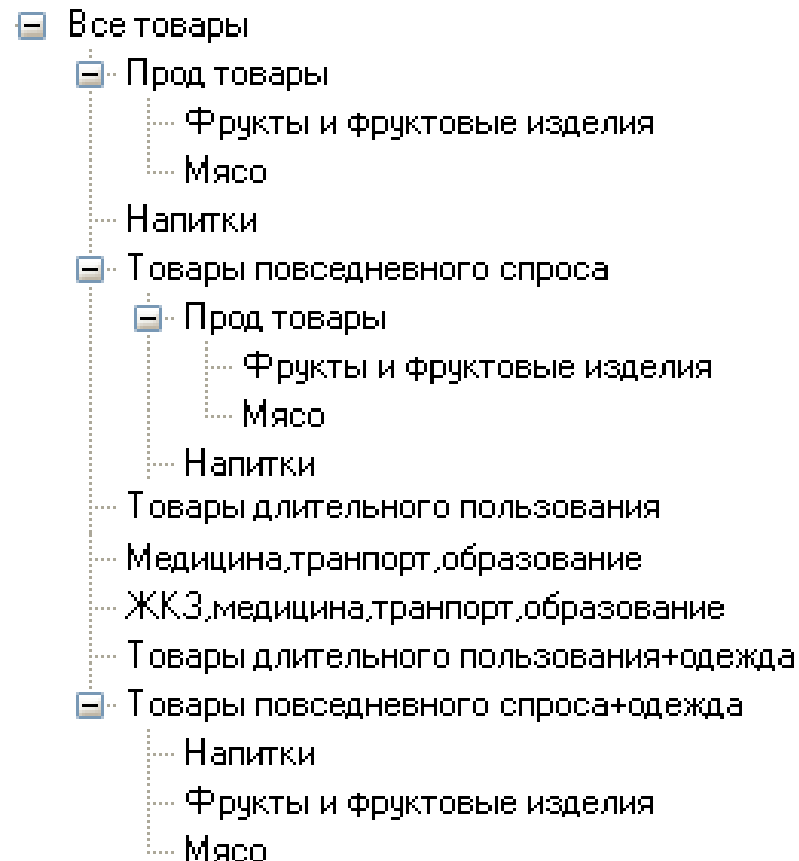 Все товары
Прод товары
Фрукты и фруктовые изделия
Мясо
Напитки
Товары повседневного спроса
Прод товары
Фрукты и фруктовые изделия
Мясо
Напитки
Товары длительного пользования
Медицина,транпорт,образование
ЖКЗ,медицина,транпорт,образование
Товары длительного пользования+одежда
Товары повседневного спроса+одежда
Напитки
Фрукты и фруктовые изделия
Мясо